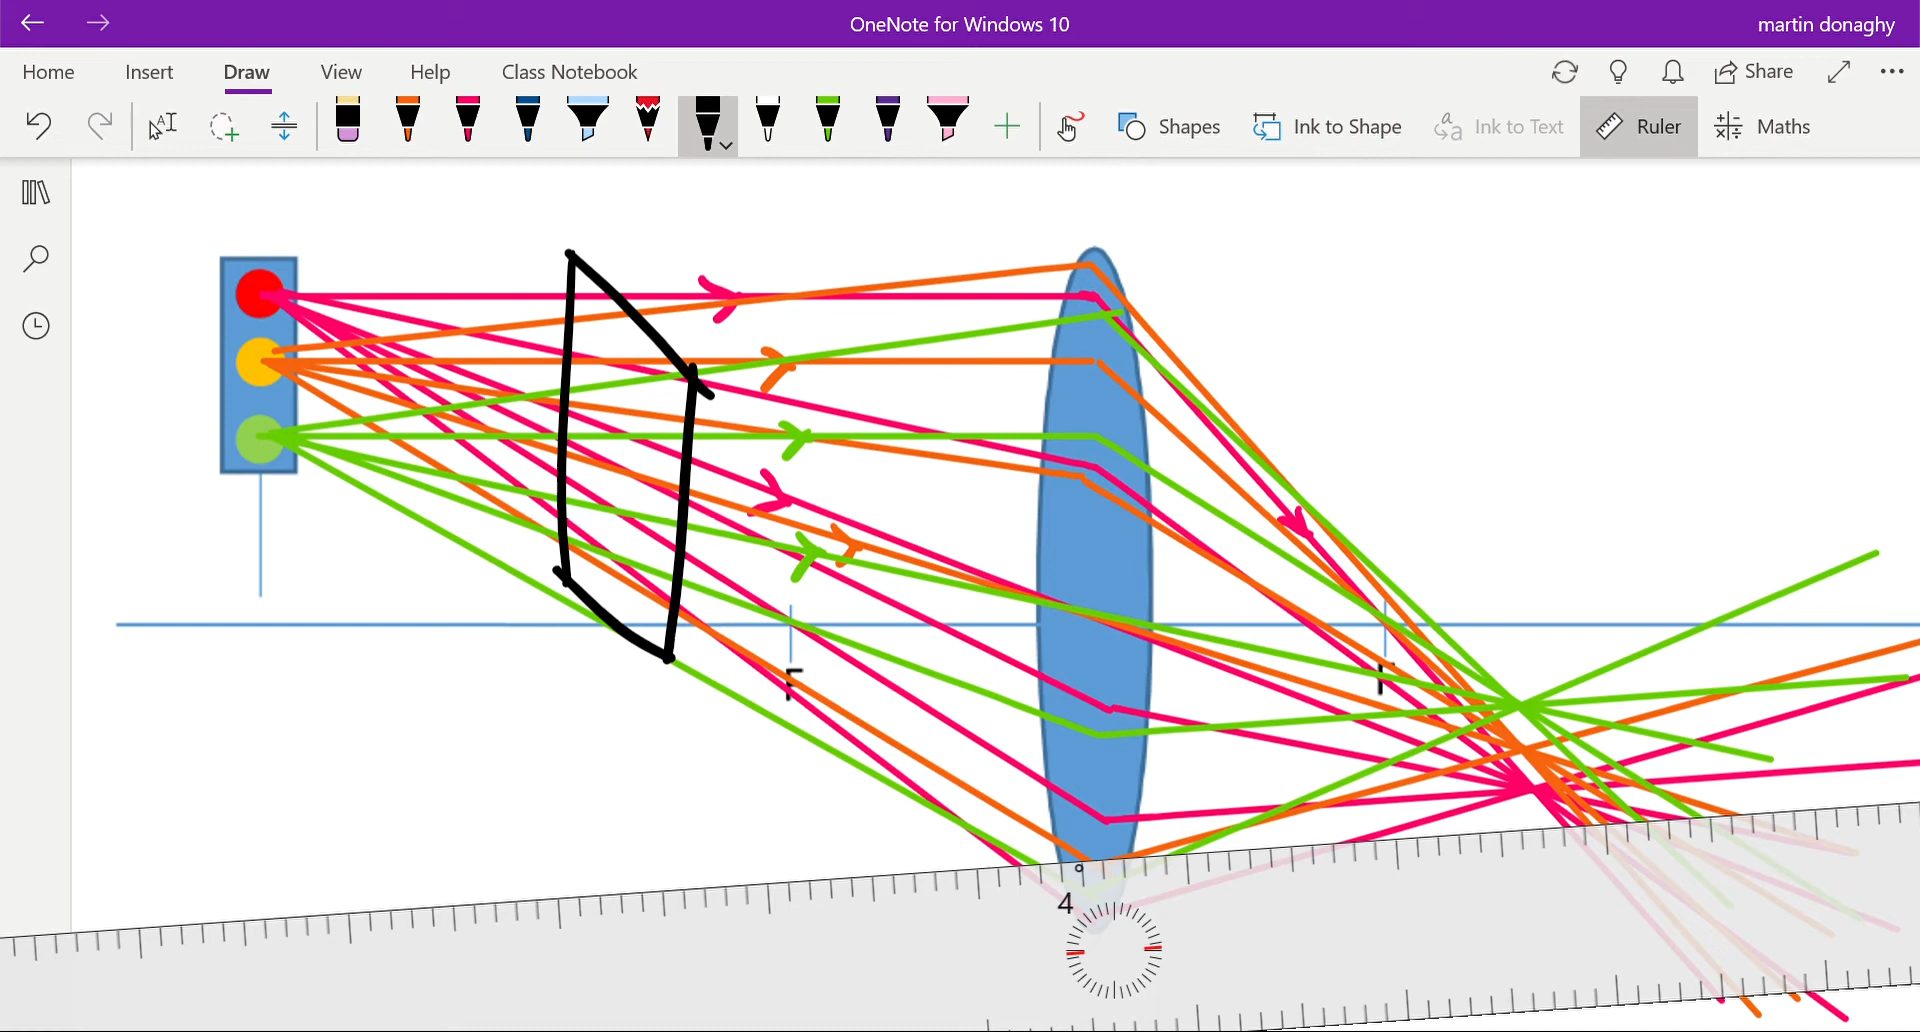 OneNote for Windows 10
martin donaghy
Home Insert Draw View Help Class Notebook
Share
Shapes Ink to Shape Ink to Text Ruler Maths
F
F
4°